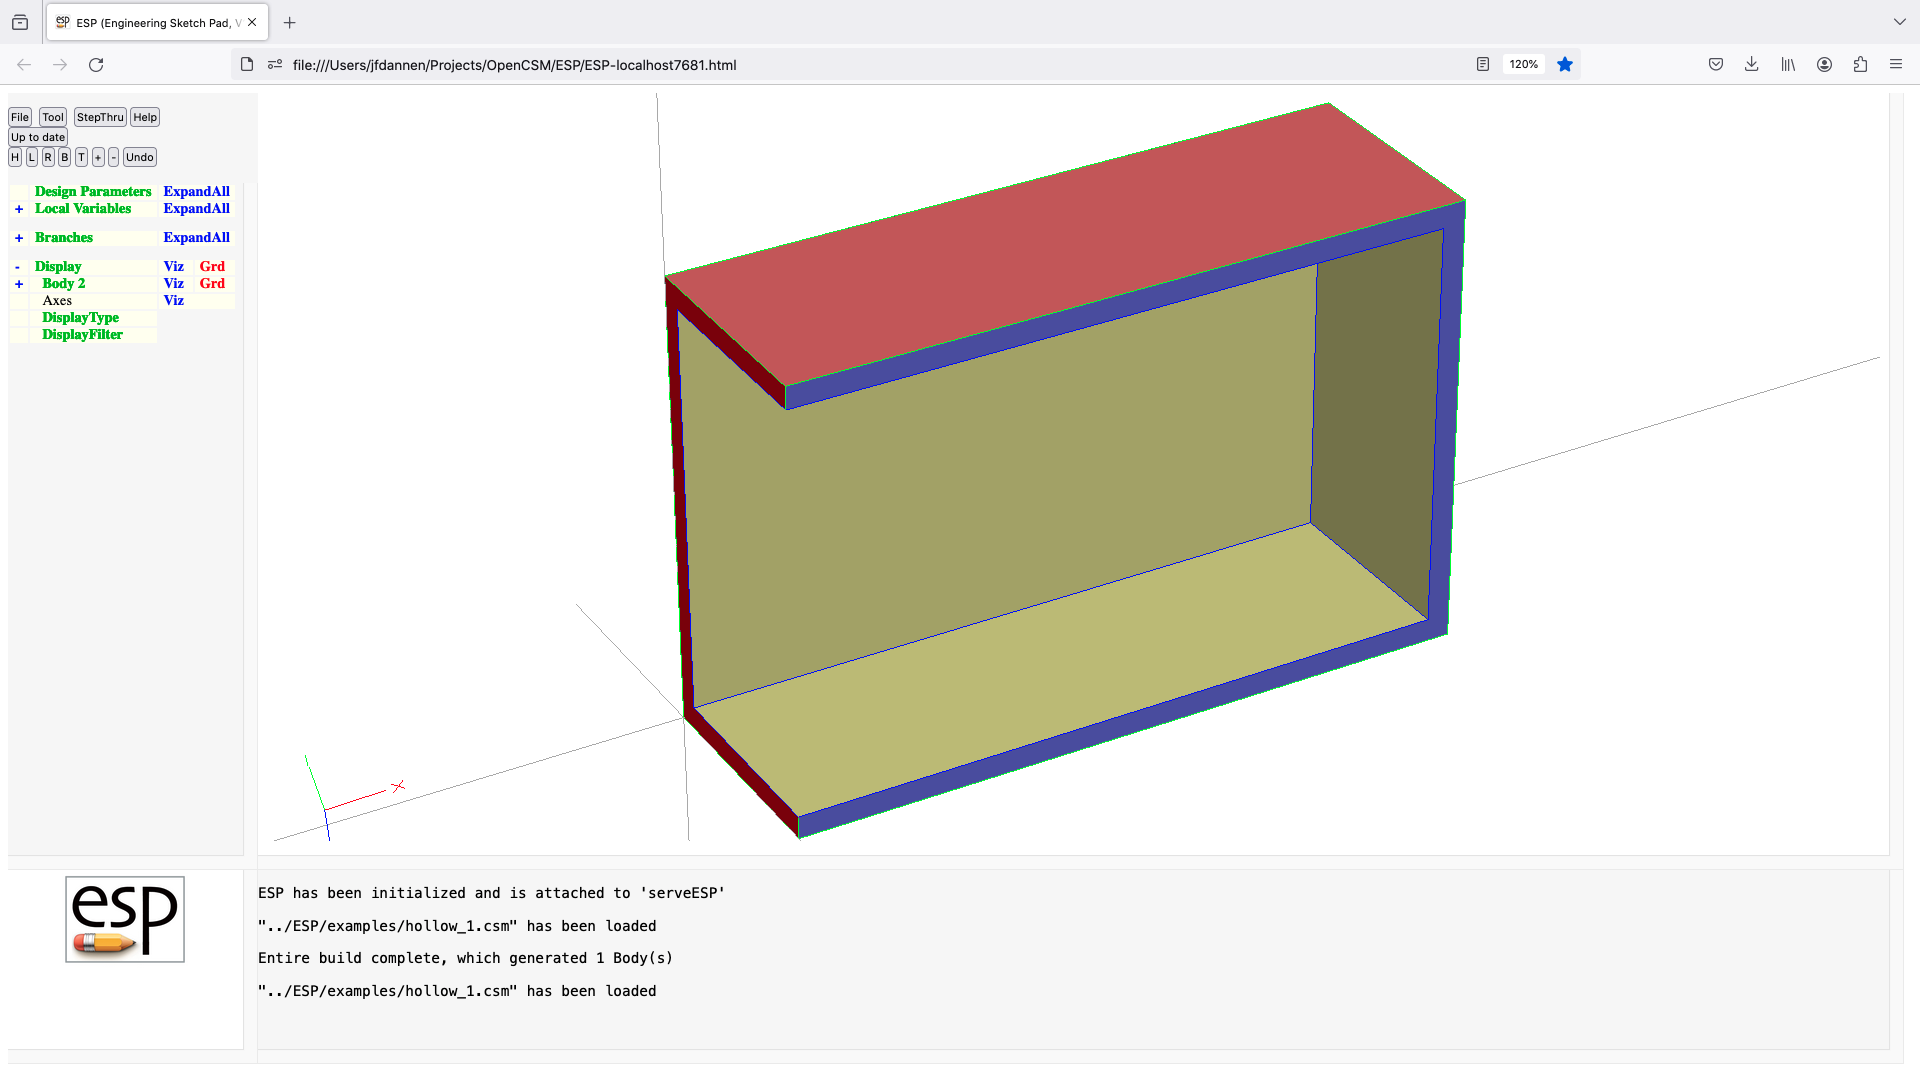 ESP (Engineering Sketch Pad, V
file:///Users/jfdannen/Projects/OpenCSM/ESP/ESP-localhost7681.html
120%
File Tool StepThru Help
Up to date
H L R B T + - Undo
Design Parameters ExpandAll
+ Local Variables ExpandAll
+ Branches ExpandAll
- Display Viz Grd
+ Body 2 Viz Grd
Axes Viz
DisplayType
DisplayFilter
X
esp
ESP has been initialized and is attached to 'serveESP'
"../ESP/examples/hollow_1.csm" has been loaded
Entire build complete, which generated 1 Body(s)
"../ESP/examples/hollow_1.csm" has been loaded